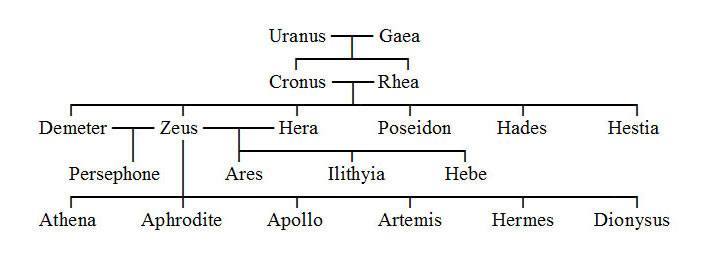 Uranus Gaea
Cronus Rhea
Demeter Zeus Hera Poseidon Hades Hestia
Persephone Ares Ilithyia Hebe
Athena Aphrodite Apollo Artemis Hermes Dionysus